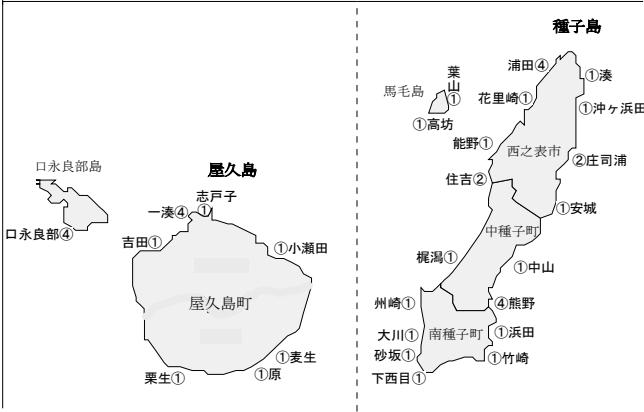 口永良部島
口永良部④
屋久島
志戸子
①
一湊④
吉田①
①小瀬田
屋久島町
①麦生
①原
栗生①
種子島
浦田④
①湊
葉山
①
馬毛島
花里崎①
①沖ヶ浜田
①高坊
能野①
西之表市
②庄司浦
住吉②
①安城
中種子町
梶潟①
①中山
州崎①
④熊野
大川①
南種子町
①浜田
砂坂①
①竹崎
下西目①